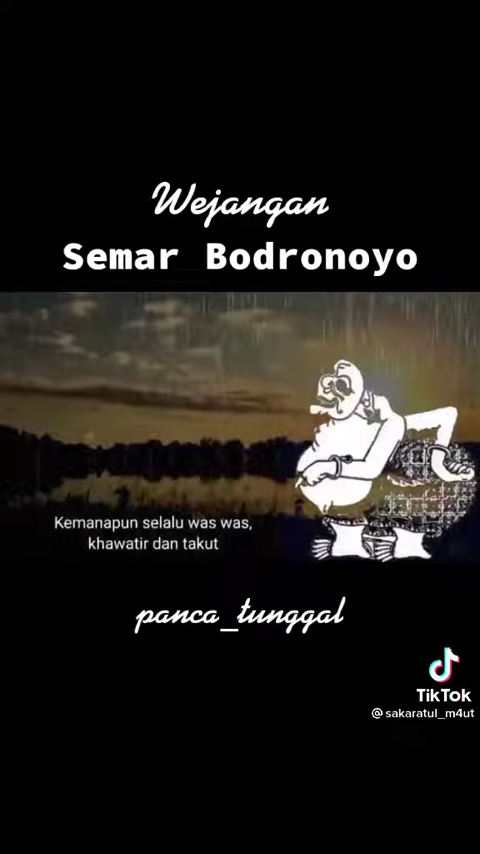 Wejangan
Semar Bodronoyo
Kemanapun selalu was was,
khawatir dan takut
panca_tunggal
TikTok
@sakaratul_m4ut